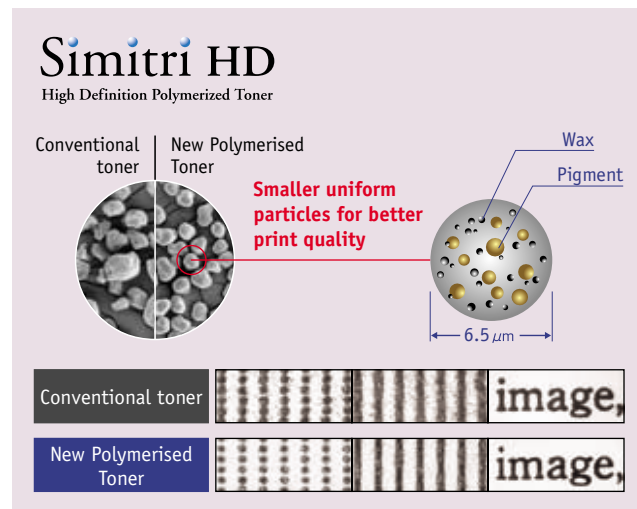 Simitri HD
High Definition Polymerized Toner
Conventional
toner
New Polymerised
Toner
Smaller uniform
particles for better
print quality
Wax
Pigment
6.5 μm
Conventional toner
image,
New Polymerised
Toner
image,